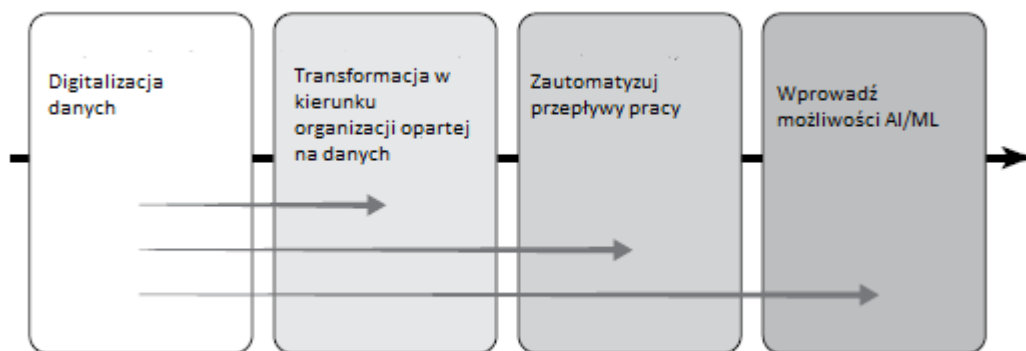 Digitalizacja
danych
Transformacja w
kierunku
organizacji opartej
na danych
Zautomatyzuj
przepływy pracy
Wprowadź
możliwości AI/ML